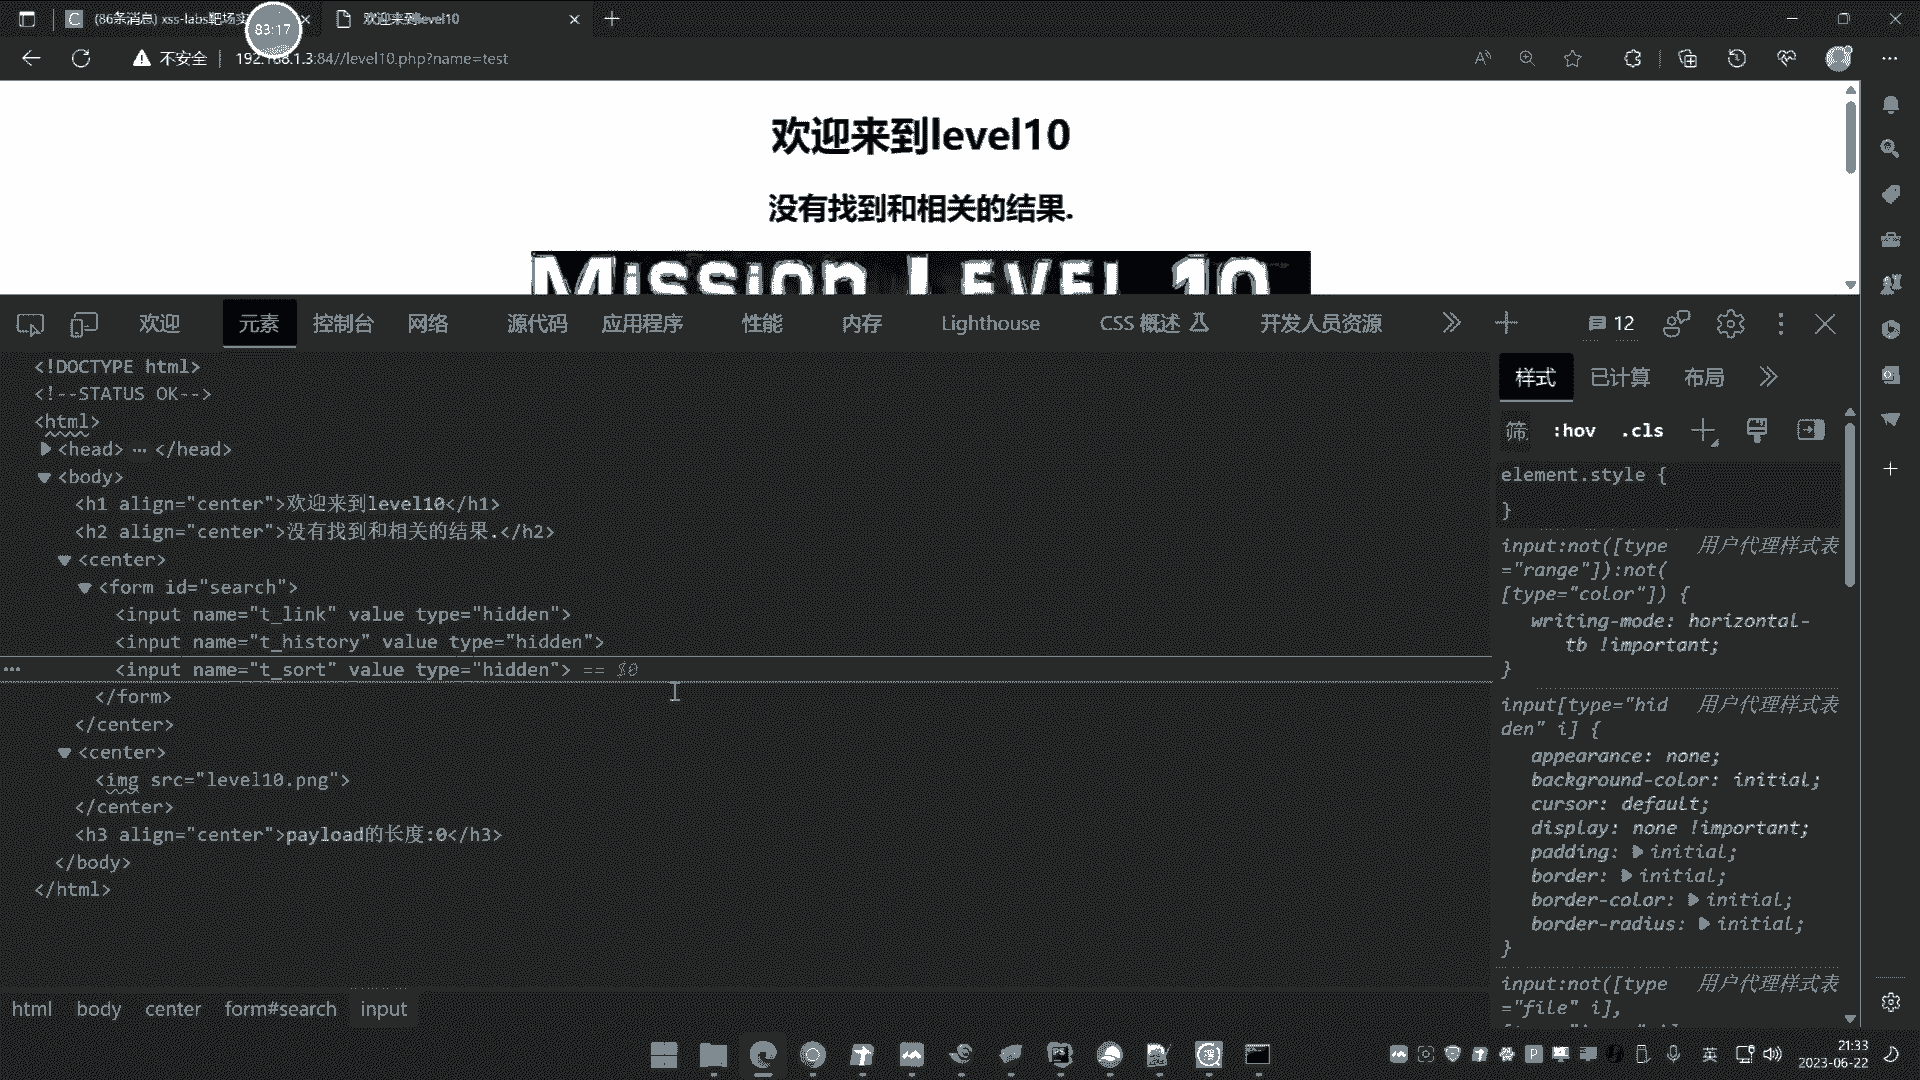 (86条消息) xss-labs靶场实
83:17
欢迎来到level10
不安全
192.168.1.3:84//level10.php?name=test
欢迎来到level10
没有找到和相关的结果.
MISSION LEVEL 10
欢迎
元素
控制台
网络
源代码
应用程序
性能
内存
Lighthouse
CSS 概述
开发人员资源
12
<!DOCTYPE html>
<!--STATUS OK-->
<html>
<head> … </head>
<body>
<h1 align="center">欢迎来到level10</h1>
<h2 align="center">没有找到和相关的结果.</h2>
<center>
<form id="search">
<input name="t_link" value type="hidden">
<input name="t_history" value type="hidden">
<input name="t_sort" value type="hidden"> == $0
</form>
</center>
<center>
<img src="level10.png">
</center>
<h3 align="center">payload的长度:0</h3>
</body>
</html>
html
body
center
form#search
input
样式
已计算
布局
筛
:hov
.cls
element.style {
}
input:not([type 用户代理样式表
="range"]):not(
[type="color"]) {
writing-mode: horizontal-
tb !important;
}
input[type="hid 用户代理样式表
den" i] {
appearance: none;
background-color: initial;
cursor: default;
display: none !important;
padding: initial;
border: initial;
border-color: initial;
border-radius: initial;
}
input:not([type 用户代理样式表
="file" i],
英
21:33
2023-06-22